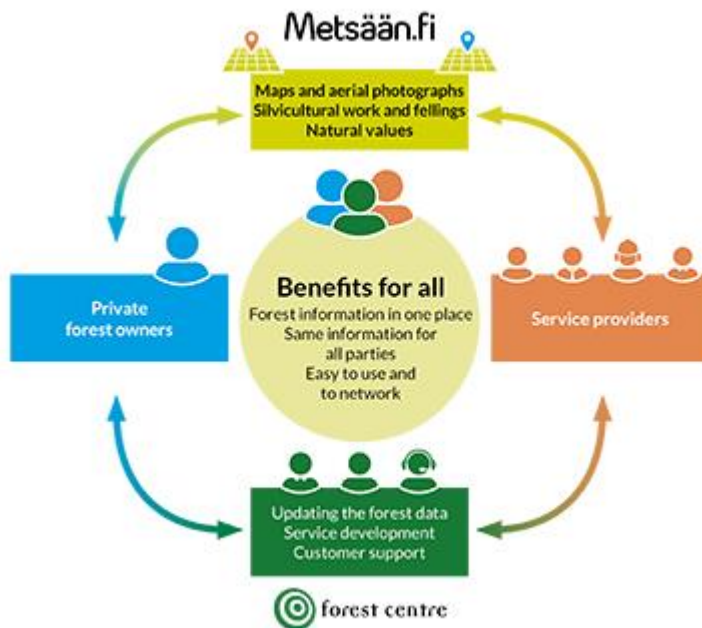 Metsään.fi
Maps and aerial photographs
Silvicultural work and fellings
Natural values
Private
forest owners
Benefits for all
Forest information in one place
Same information for
all parties
Easy to use and
to network
Service providers
Updating the forest data
Service development
Customer support
forest centre